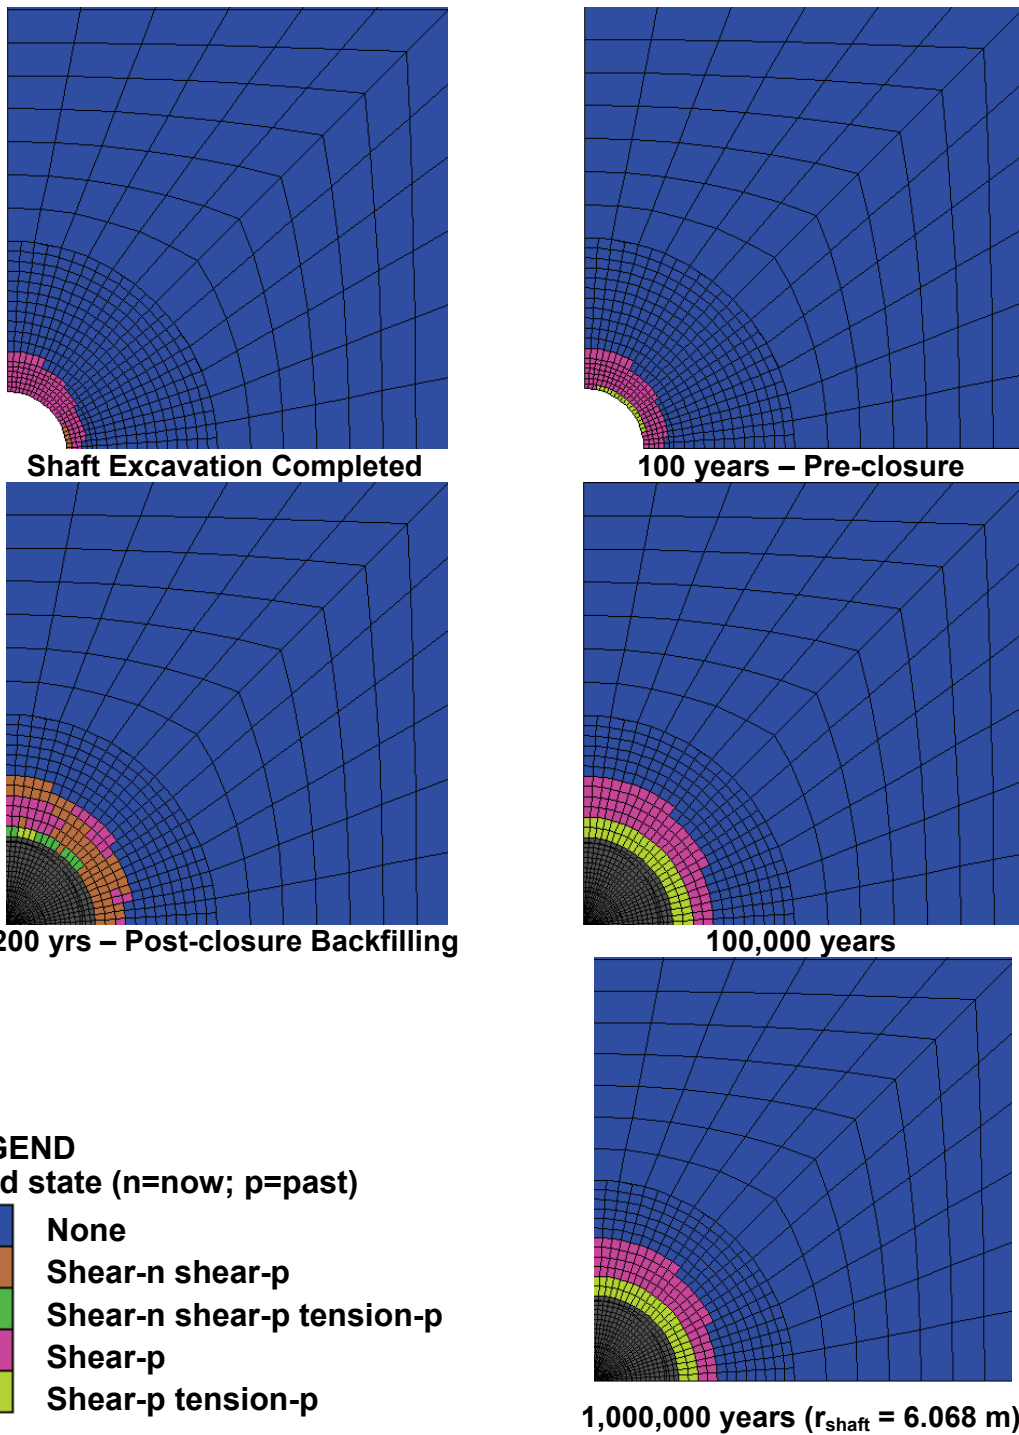 Shaft Excavation Completed
100 years – Pre-closure
200 yrs – Post-closure Backfilling
100,000 years
GEND
d state (n=now; p=past)
None
Shear-n shear-p
Shear-n shear-p tension-p
Shear-p
Shear-p tension-p
1,000,000 years (rshaft = 6.068 m)